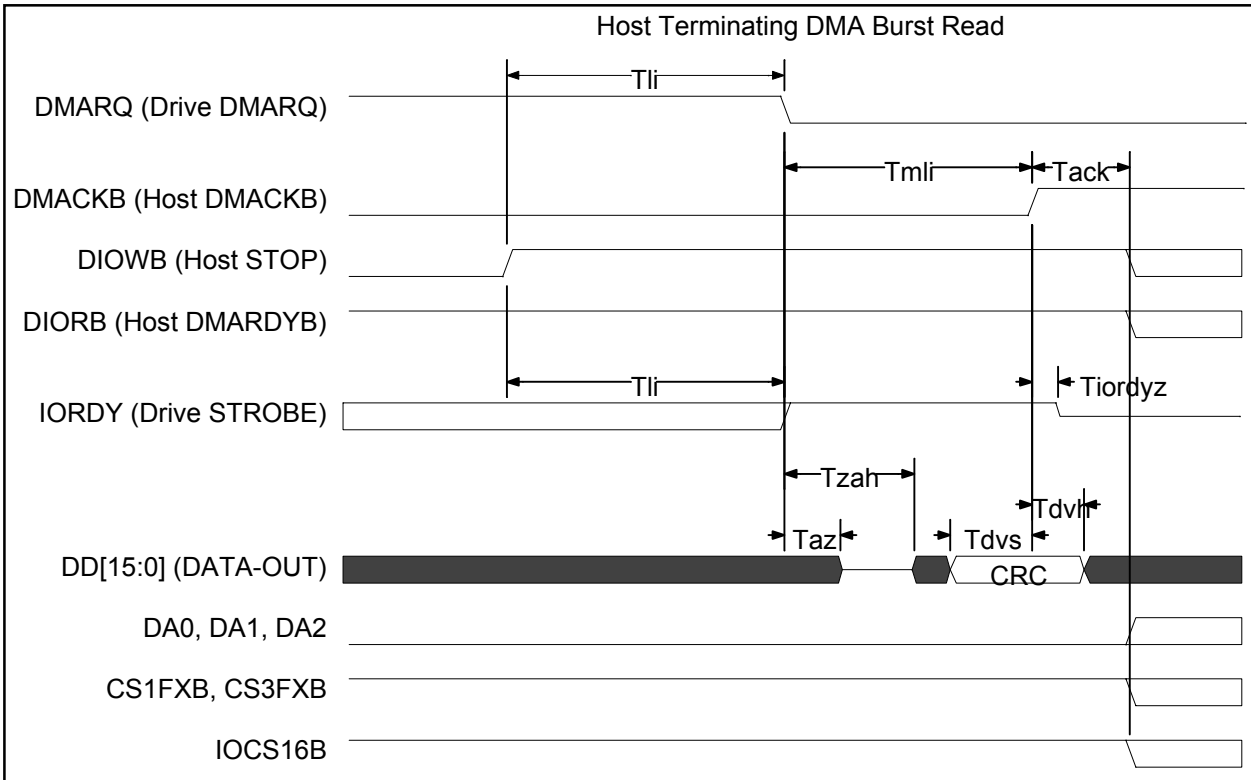 Host Terminating DMA Burst Read
Tli
DMARQ (Drive DMARQ)
Tmli
Tack
DMACKB (Host DMACKB)
DIOWB (Host STOP)
DIORB (Host DMARDYB)
Tli
Tiordyz
IORDY (Drive STROBE)
Tzah
Tdvh
Taz
Tdvs
DD[15:0] (DATA-OUT)
CRC
DA0, DA1, DA2
CS1FXB, CS3FXB
IOCS16B